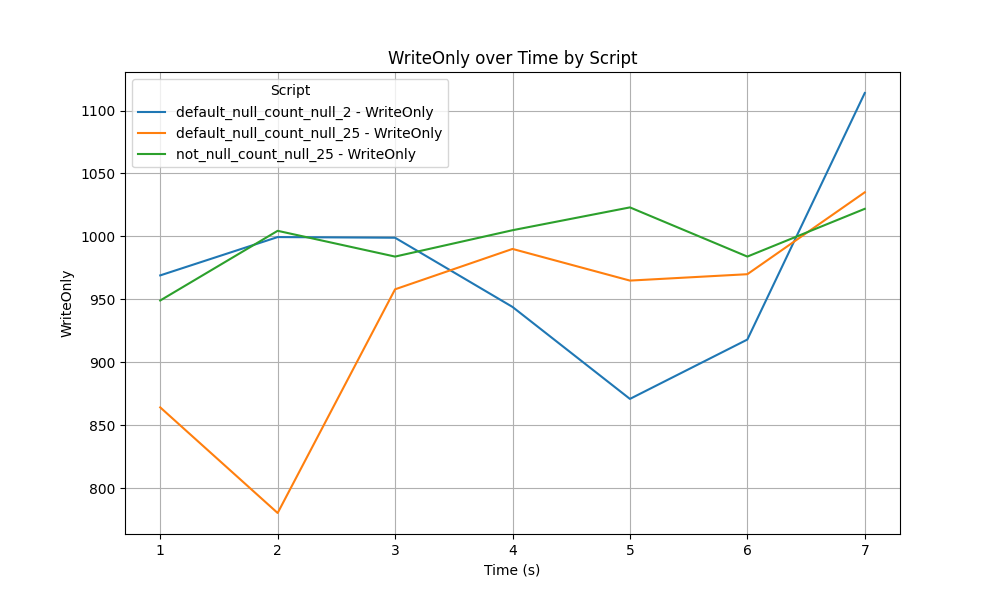 WriteOnly over Time by Script
Script
default_null_count_null_2 - WriteOnly
default_null_count_null_25 - WriteOnly
not_null_count_null_25 - WriteOnly
1100
1050
1000
950
900
850
800
WriteOnly
1 2 3 4 5 6 7
Time (s)